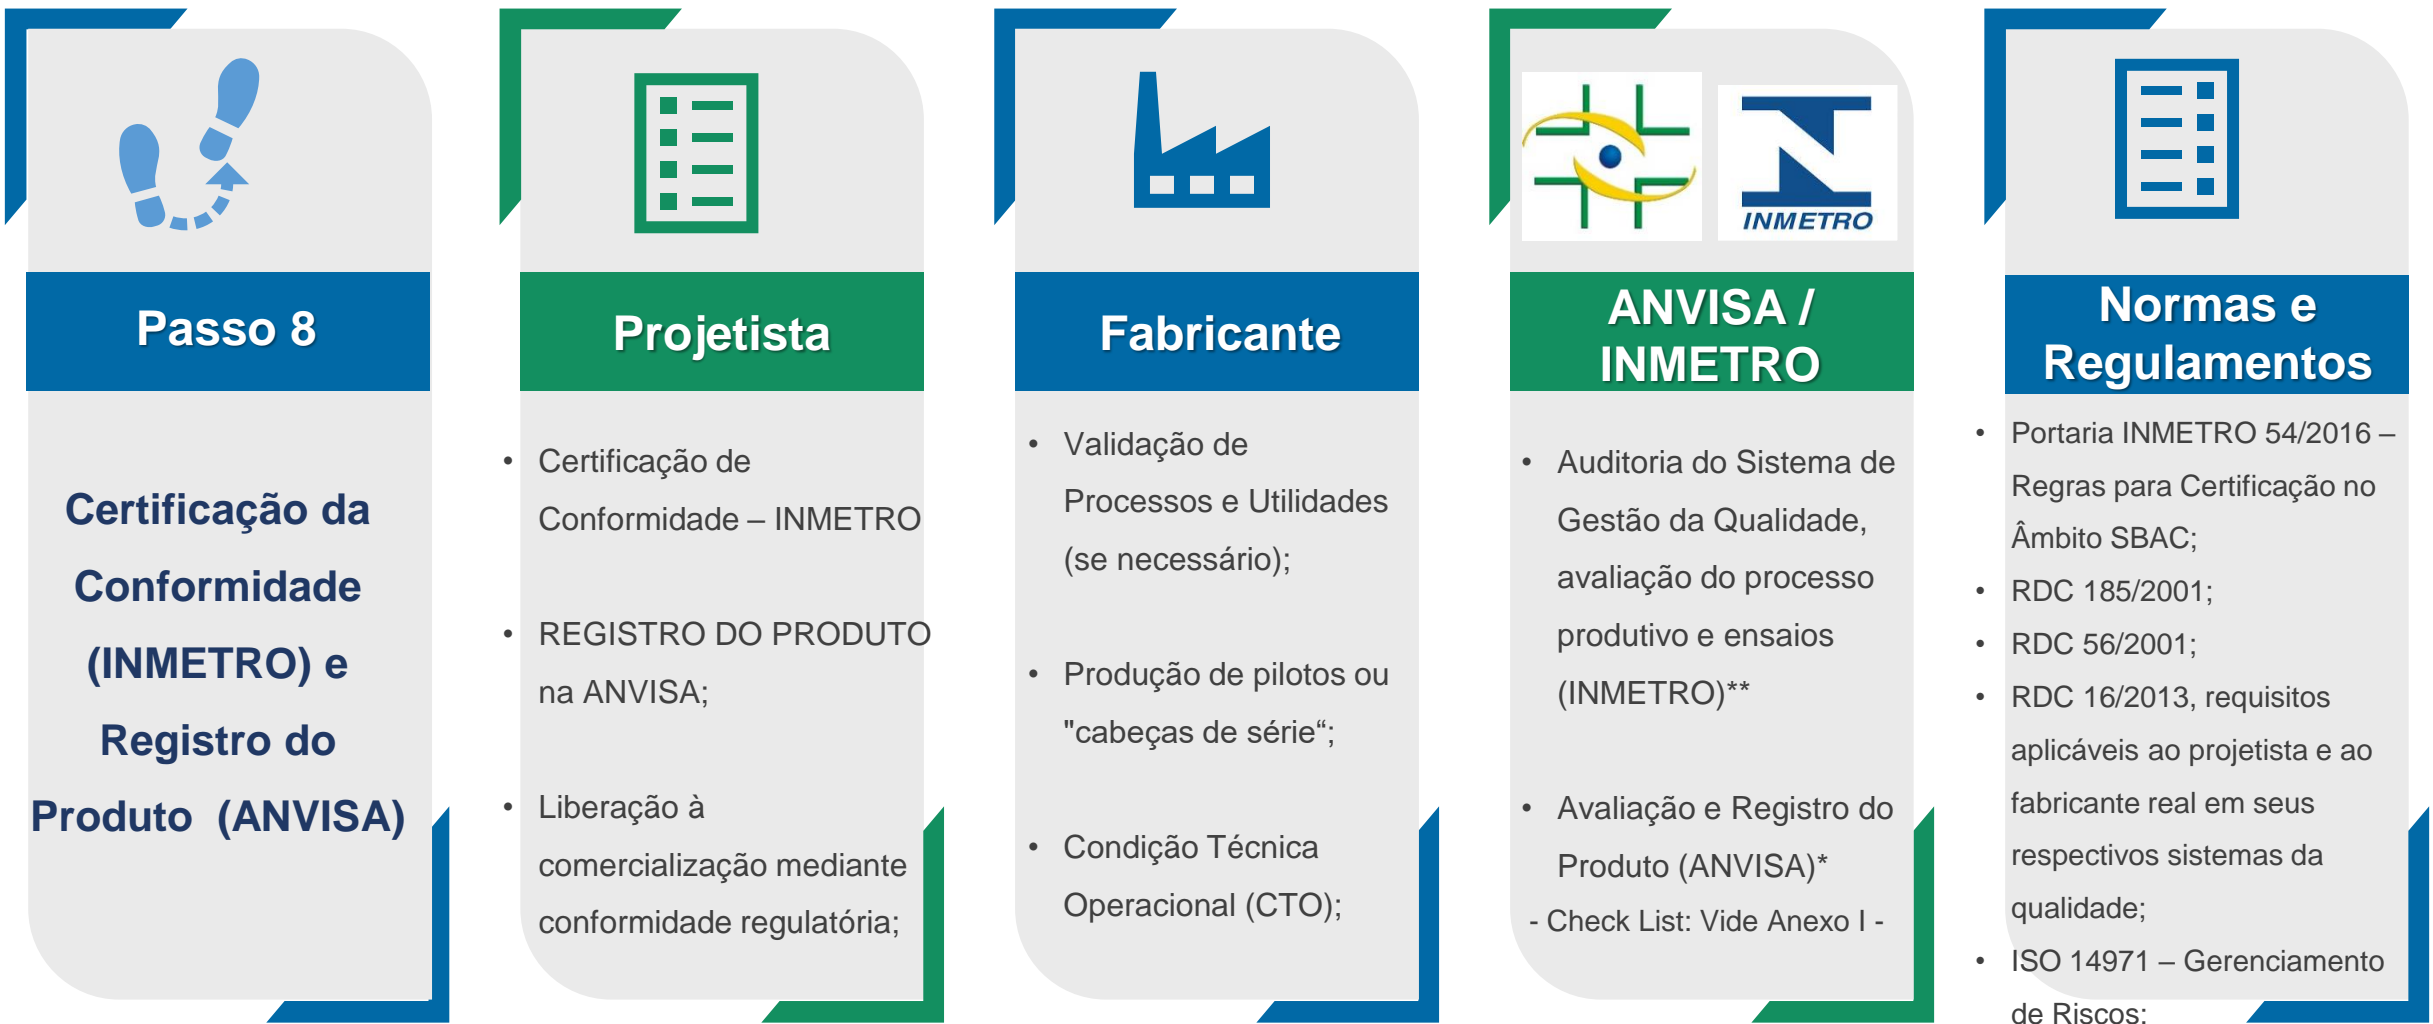 Passo 8
Certificação da
Conformidade
(INMETRO) e
Registro do
Produto  (ANVISA)
Projetista
• Certificação de
Conformidade – INMETRO
• REGISTRO DO PRODUTO
na ANVISA;
• Liberação à
comercialização mediante
conformidade regulatória;
Fabricante
• Validação de
Processos e Utilidades
(se necessário);
• Produção de pilotos ou
"cabeças de série“;
• Condição Técnica
Operacional (CTO);
INMETRO
ANVISA /
INMETRO
• Auditoria do Sistema de
Gestão da Qualidade,
avaliação do processo
produtivo e ensaios
(INMETRO)**
• Avaliação e Registro do
Produto (ANVISA)*
- Check List: Vide Anexo I -
Normas e
Regulamentos
• Portaria INMETRO 54/2016 –
Regras para Certificação no
Âmbito SBAC;
• RDC 185/2001;
• RDC 56/2001;
• RDC 16/2013, requisitos
aplicáveis ao projetista e ao
fabricante real em seus
respectivos sistemas da
qualidade;
• ISO 14971 – Gerenciamento
de Riscos;